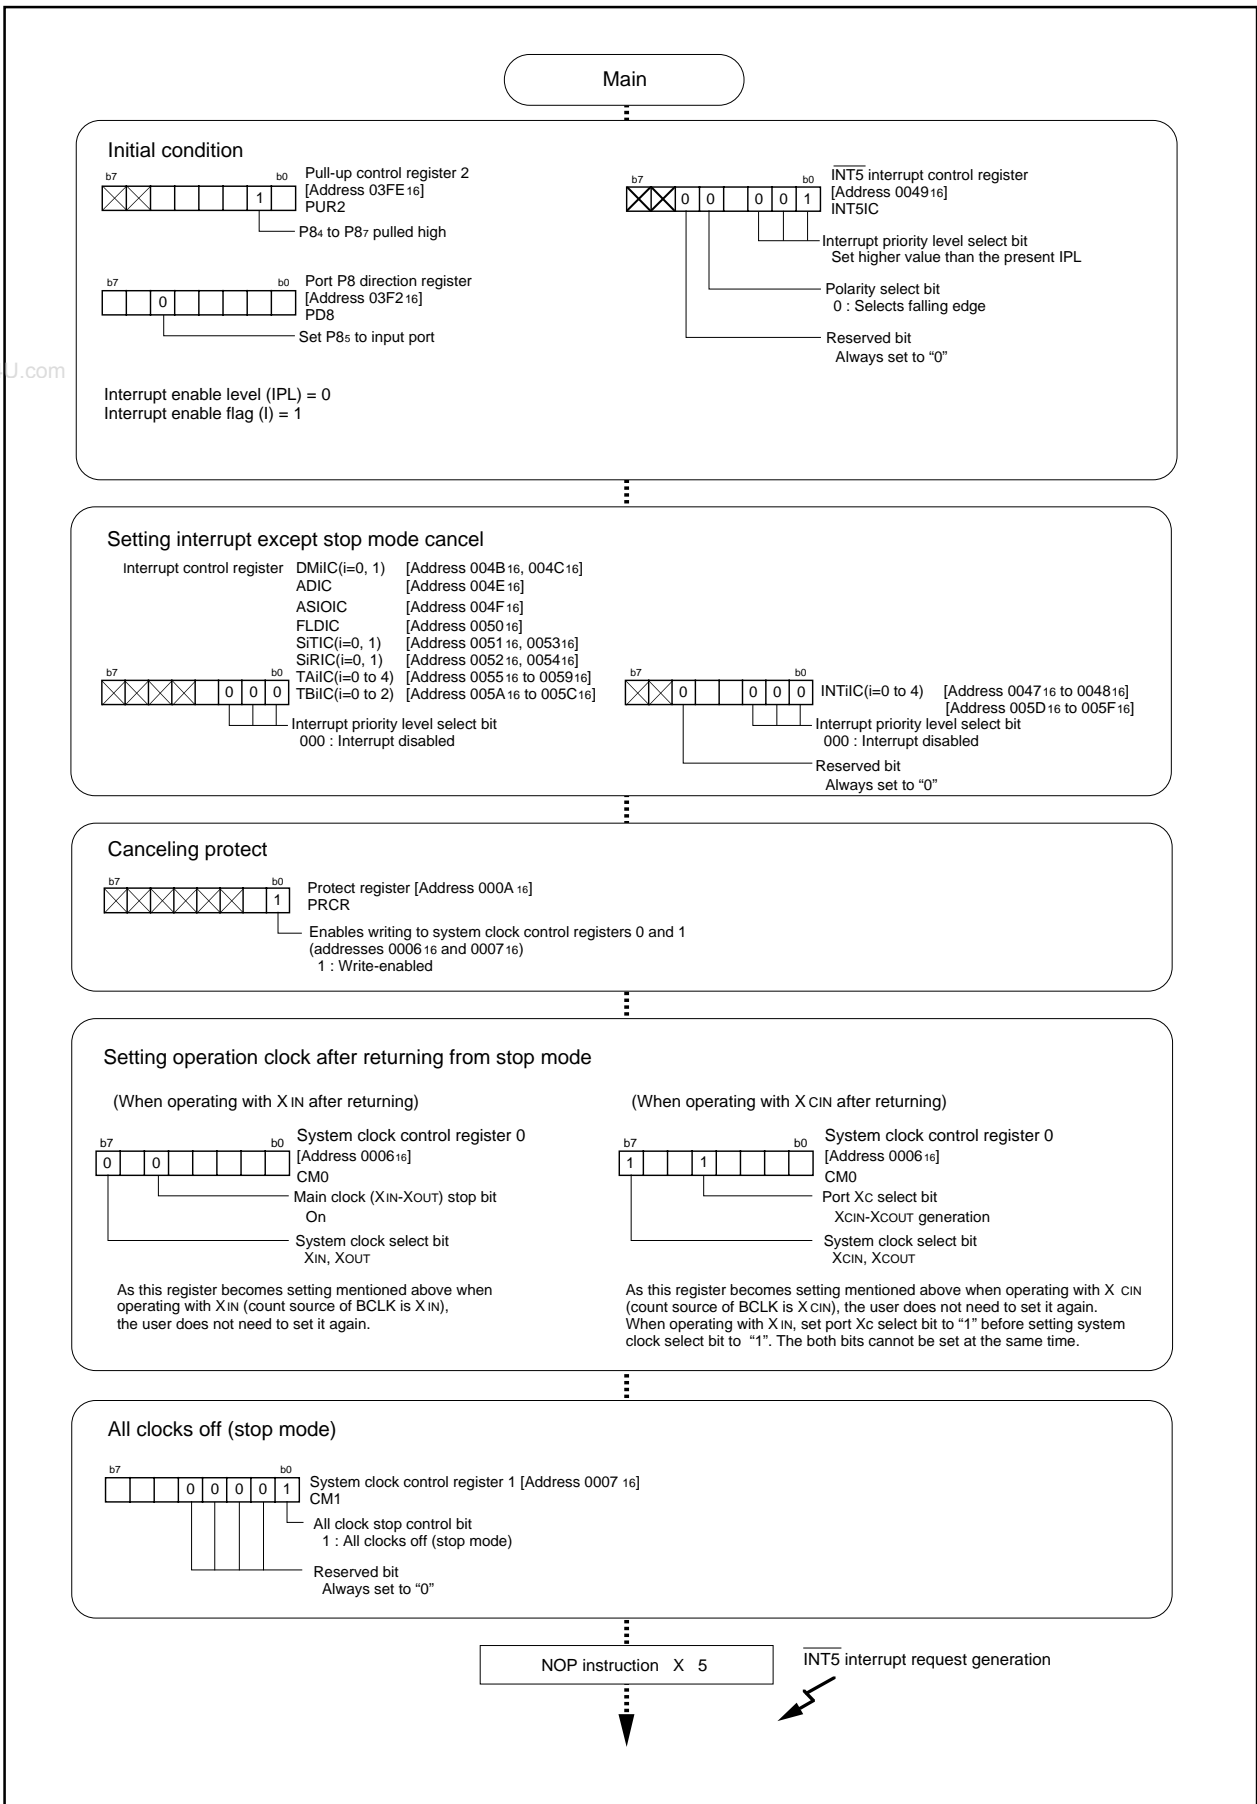 Main
Initial condition
b7 b0 Pull-up control register 2
[Address 03FE16]
1
PUR2
P84 to P87 pulled high
b7 b0 Port P8 direction register
[Address 03F216]
0
PD8
Set P85 to input port
Interrupt enable level (IPL) = 0
Interrupt enable flag (I) = 1
b7 b0 INT5 interrupt control register
[Address 004916]
0 0 0 0 1
INT5IC
Interrupt priority level select bit
Set higher value than the present IPL
Polarity select bit
0 : Selects falling edge
Reserved bit
Always set to “0”
U.com
Setting interrupt except stop mode cancel
Interrupt control register DMiIC(i=0, 1) [Address 004B16, 004C16]
ADIC [Address 004E16]
ASIOIC [Address 004F16]
FLDIC [Address 005016]
SiTIC(i=0, 1) [Address 005116, 005316]
SiRIC(i=0, 1) [Address 005216, 005416]
b7 b0 TAiIC(i=0 to 4) [Address 005516 to 005916]
0 0 0 TBiIC(i=0 to 2) [Address 005A16 to 005C16]
Interrupt priority level select bit
000 : Interrupt disabled
b7 b0
0 0 0 0 INTiIC(i=0 to 4) [Address 004716 to 004816]
[Address 005D16 to 005F16]
Interrupt priority level select bit
000 : Interrupt disabled
Reserved bit
Always set to “0”
Canceling protect
b7 b0
1 Protect register [Address 000A16]
PRCR
Enables writing to system clock control registers 0 and 1
(addresses 000616 and 000716)
1 : Write-enabled
Setting operation clock after returning from stop mode
(When operating with XIN after returning)
b7 b0 System clock control register 0
0 0 [Address 000616]
CM0
Main clock (XIN-XOUT) stop bit
On
System clock select bit
XIN, XOUT
As this register becomes setting mentioned above when
operating with XIN (count source of BCLK is XIN),
the user does not need to set it again.
(When operating with XCIN after returning)
b7 b0 System clock control register 0
1 1 [Address 000616]
CM0
Port XC select bit
XCIN-XCOUT generation
System clock select bit
XCIN, XCOUT
As this register becomes setting mentioned above when operating with X CIN
(count source of BCLK is XCIN), the user does not need to set it again.
When operating with XIN, set port Xc select bit to “1” before setting system
clock select bit to “1”. The both bits cannot be set at the same time.
All clocks off (stop mode)
b7 b0
0 0 0 0 1 System clock control register 1 [Address 000716]
CM1
All clock stop control bit
1 : All clocks off (stop mode)
Reserved bit
Always set to “0”
NOP instruction X 5
INT5 interrupt request generation